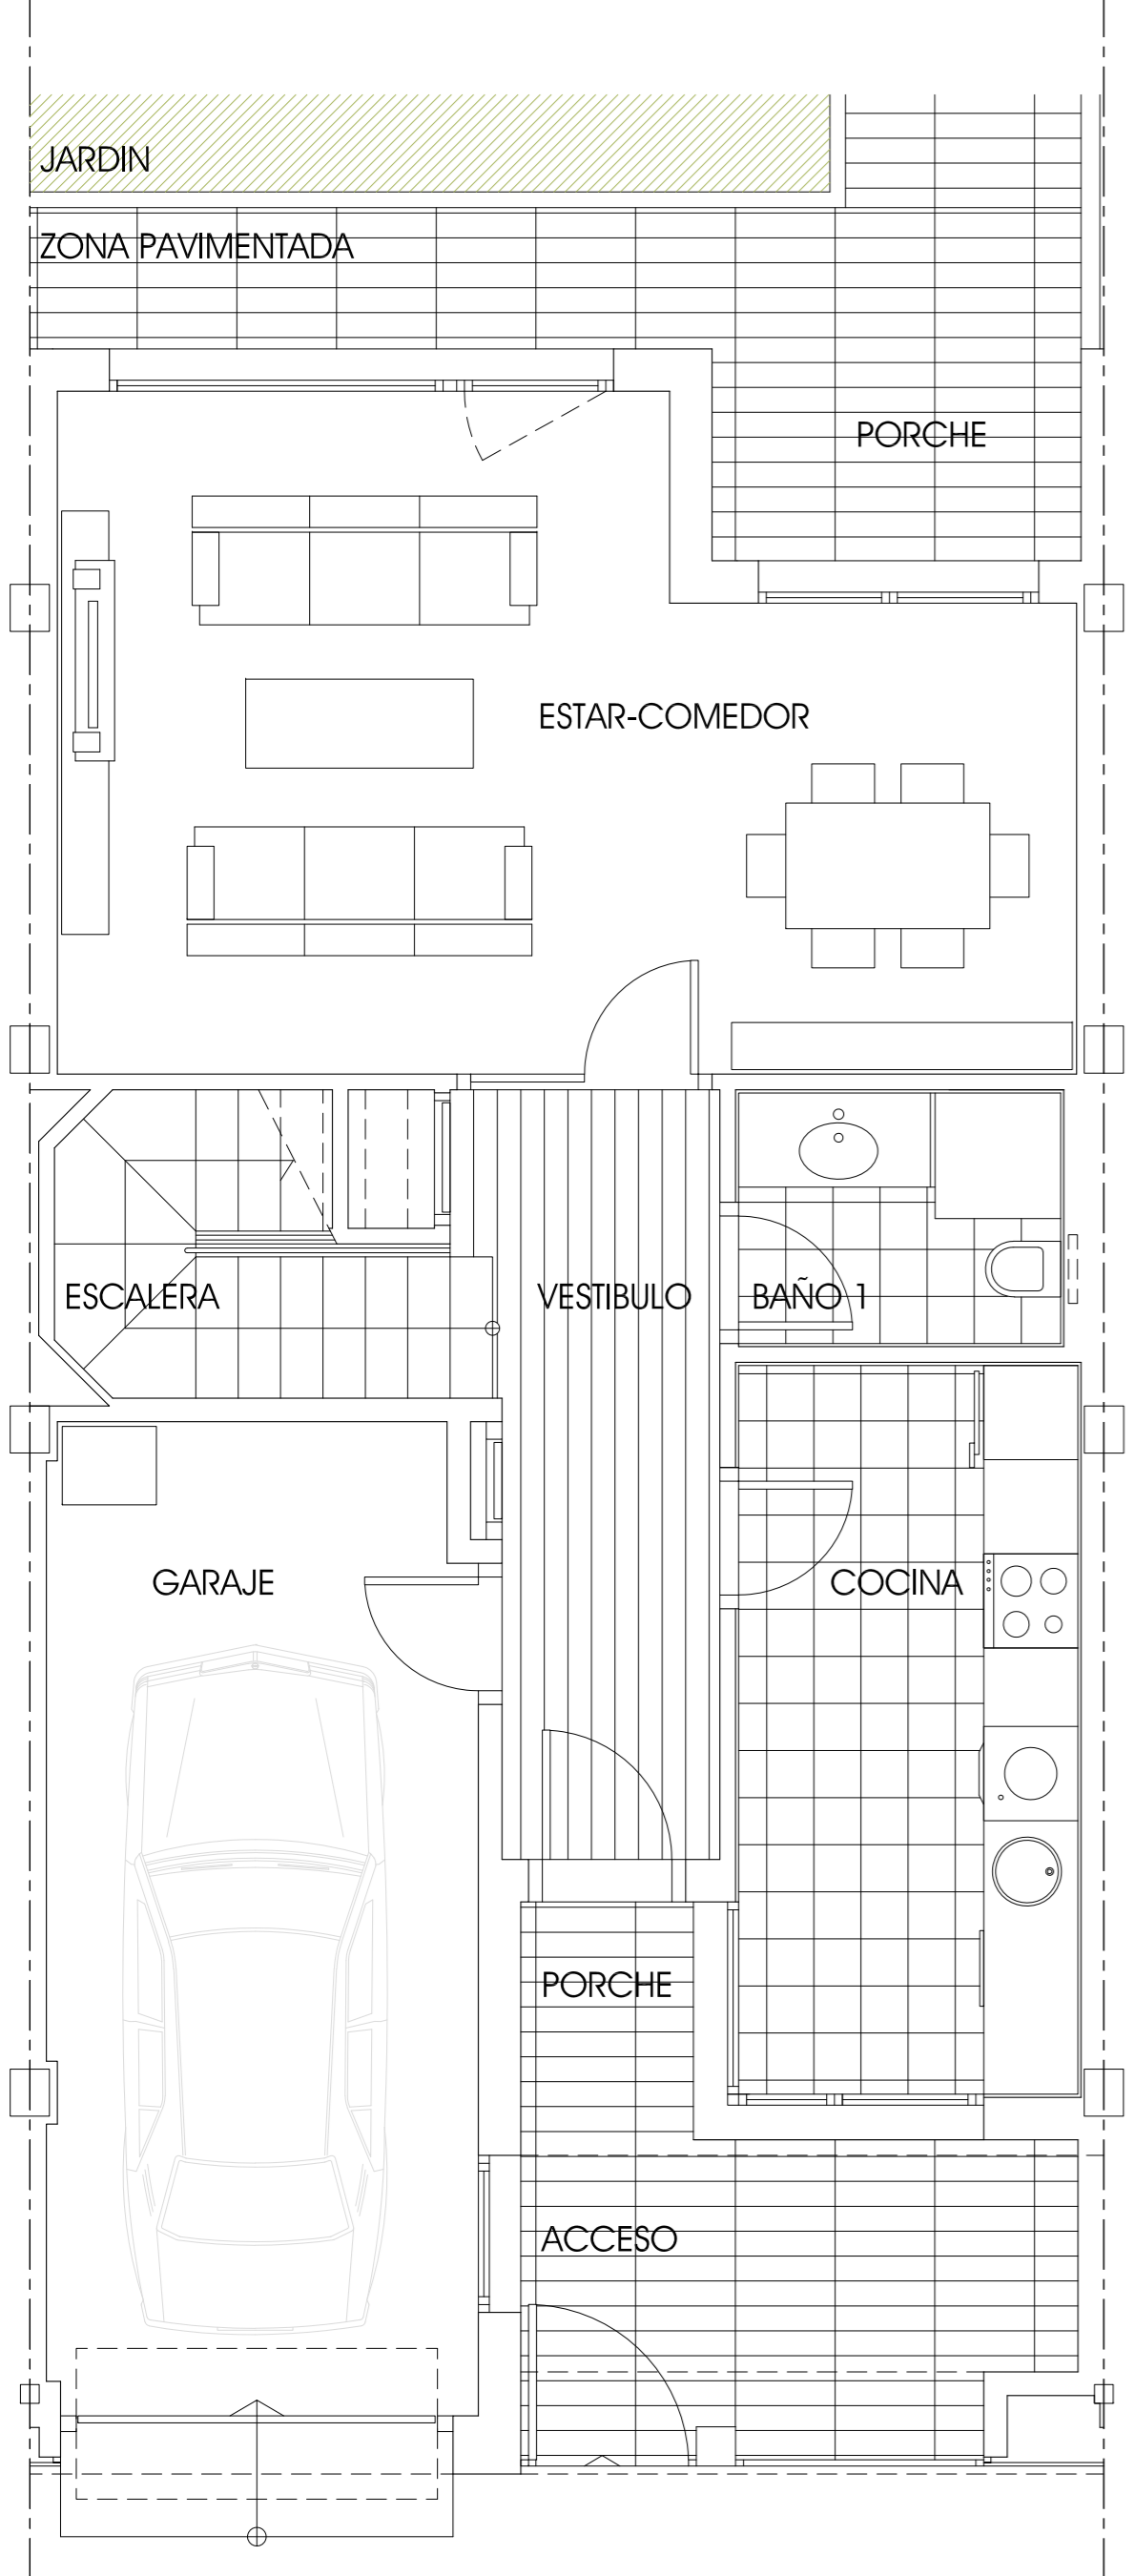 JARDIN
ZONA PAVIMENTADA
PORCHE
ESTAR-COMEDOR
ESCALERA
VESTIBULO
BAÑO 1
GARAJE
COCINA
PORCHE
ACCESO